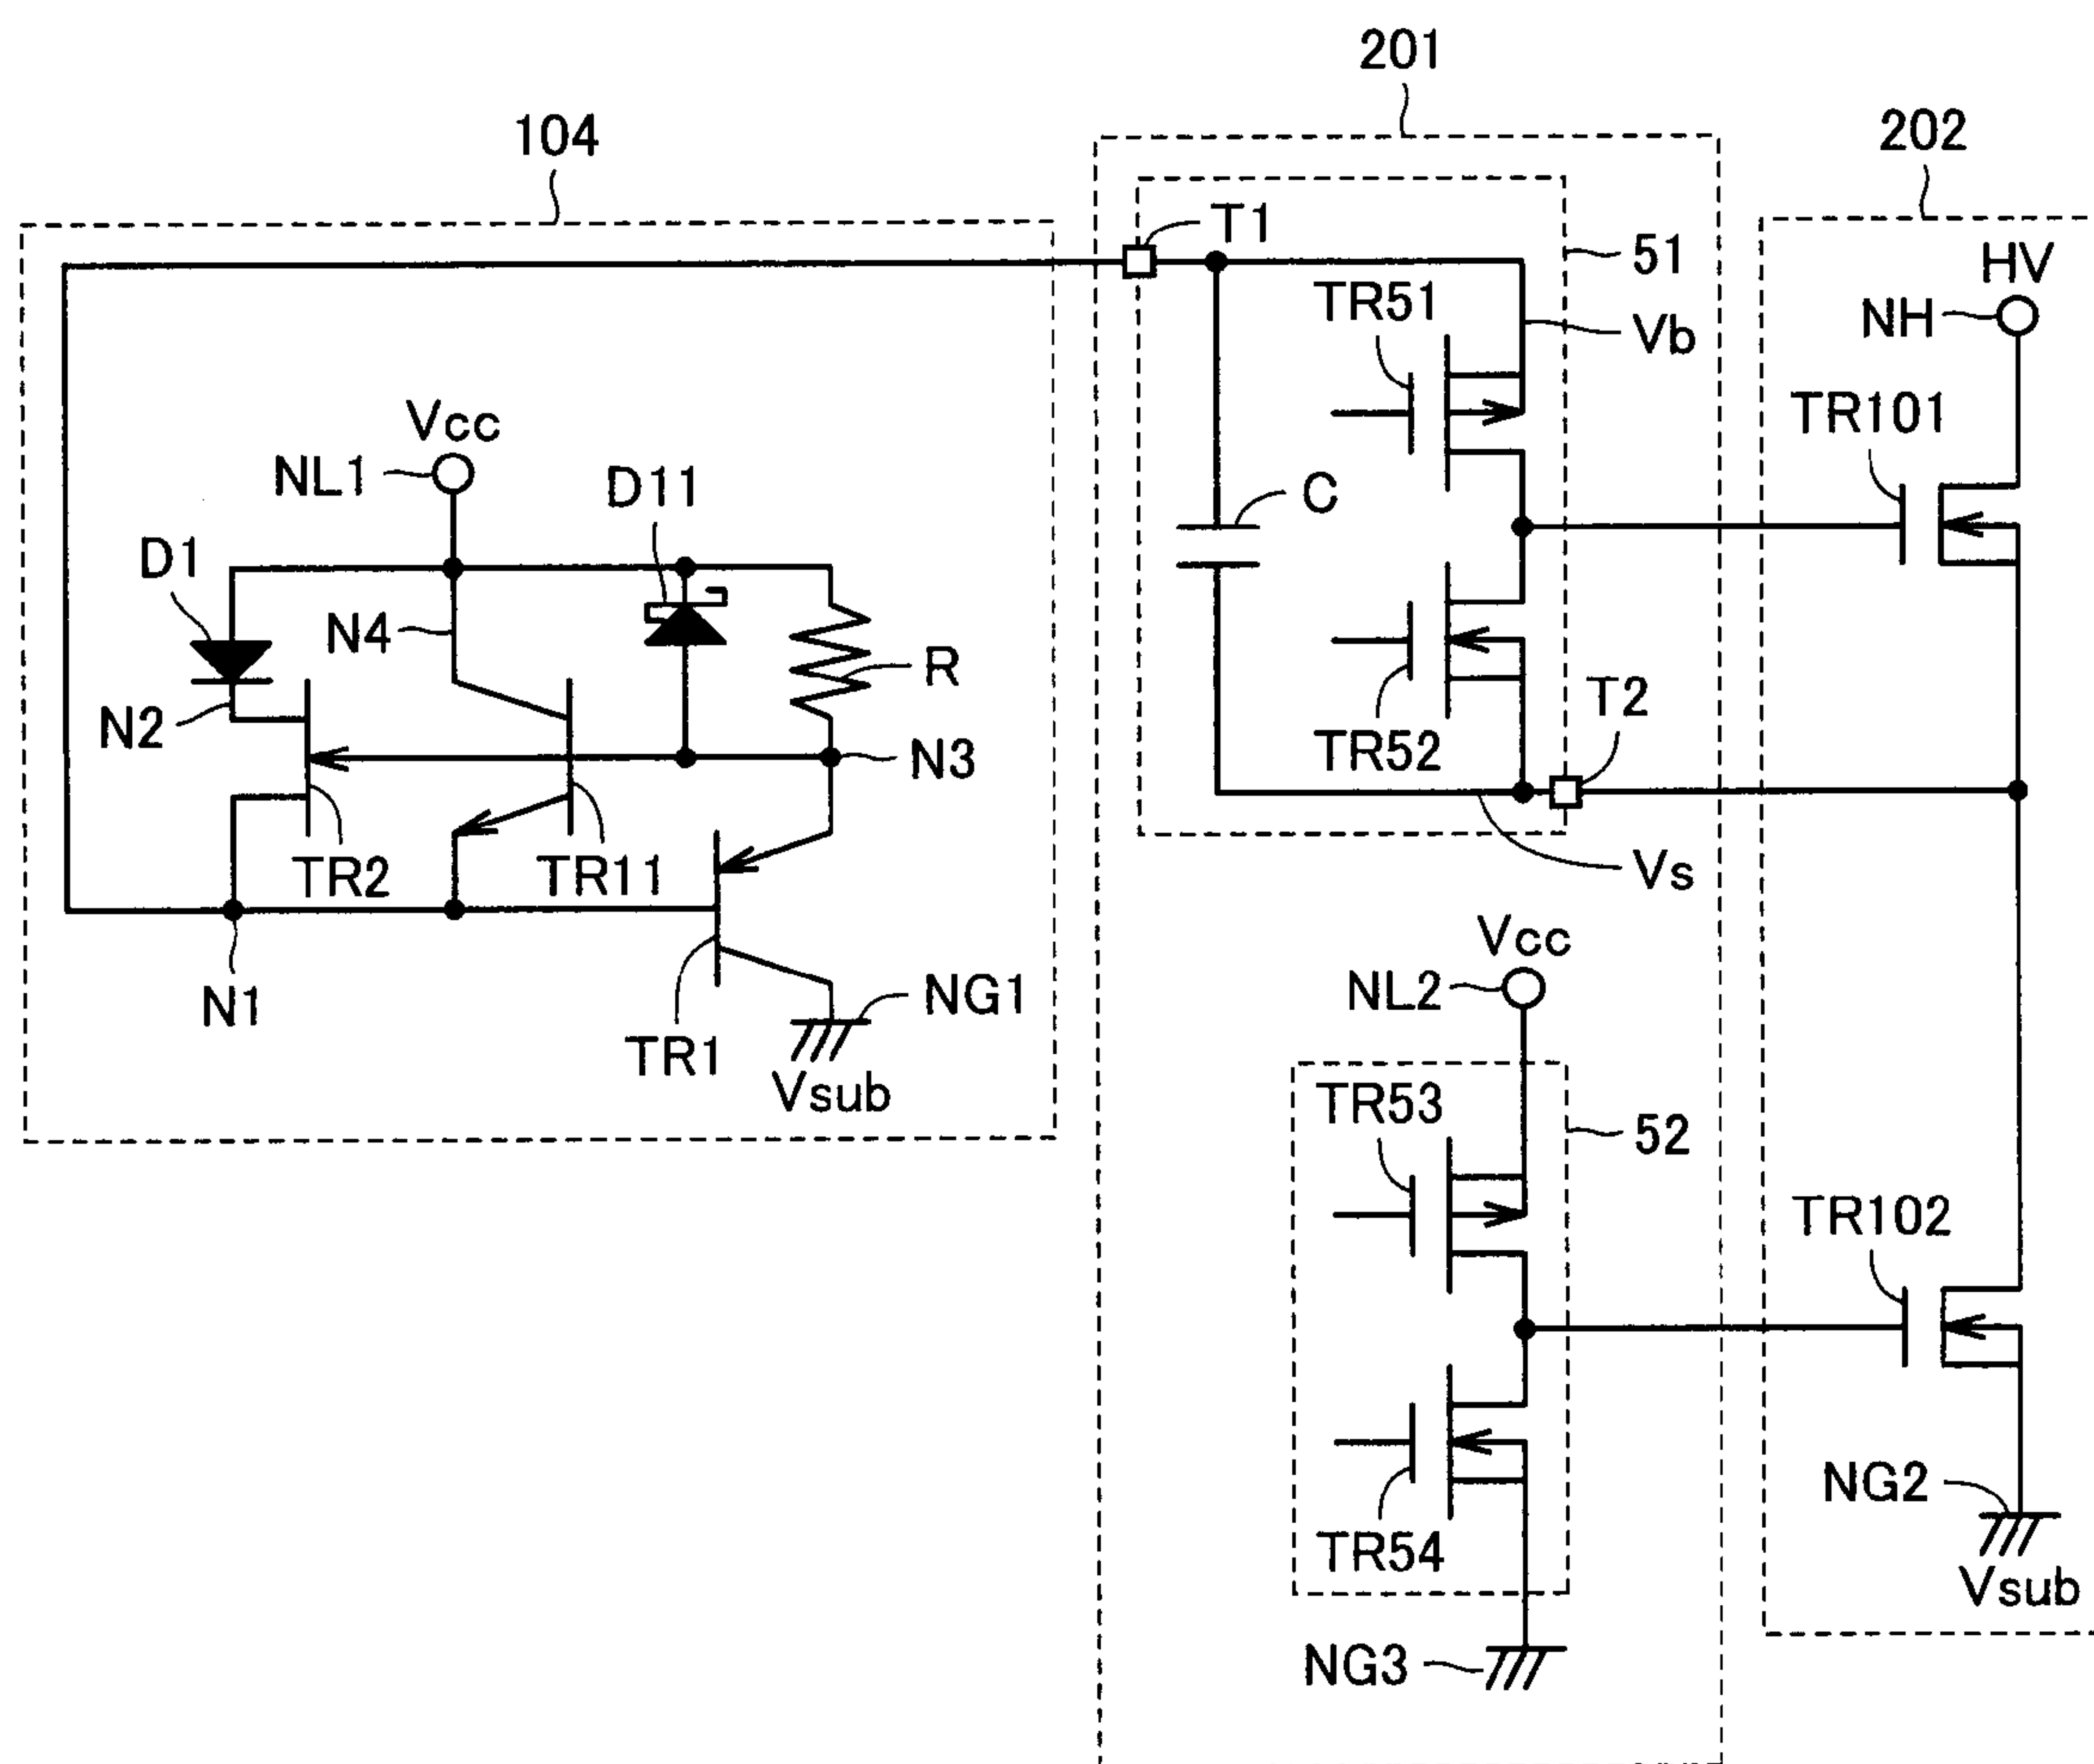 201
104
202
T1
51
HV
TR51
NH
Vb
Vcc
TR101
NL1
D11
C
D1
N4
R
N2
T2
TR52
N3
TR2
TR11
Vs
Vcc
N1
NL2
NG1
TR1
Vsub
TR53
52
TR102
NG2
TR54
Vsub
NG3